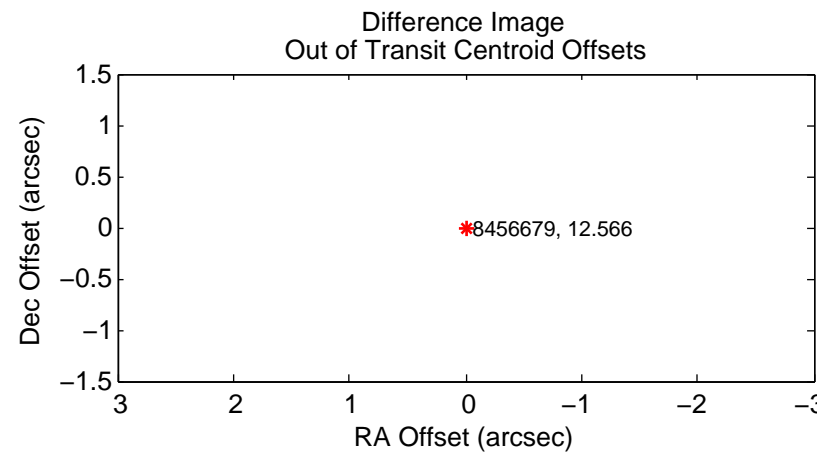 Difference Image
Out of Transit Centroid Offsets
1.5
1
0.5
0
−0.5
−1
−1.5
Dec Offset (arcsec)
8456679, 12.566
3 2 1 0 −1 −2 −3
RA Offset (arcsec)